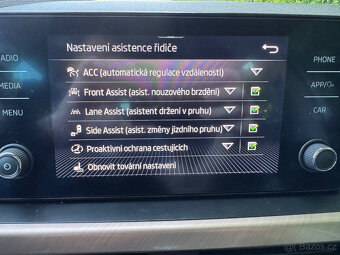 Nastavení asistence řidiče
RADIO
PHONE
ACC (automatická regulace vzdálenosti)
Front Assist (asist. nouzového brzdění)
MEDIA
APP/
Lane Assist (asistent držení v pruhu)
MENU
CAR
Side Assist (asist. změny jízdního pruhu)
Proaktivní ochrana cestujících
Obnovit tovární nastavení